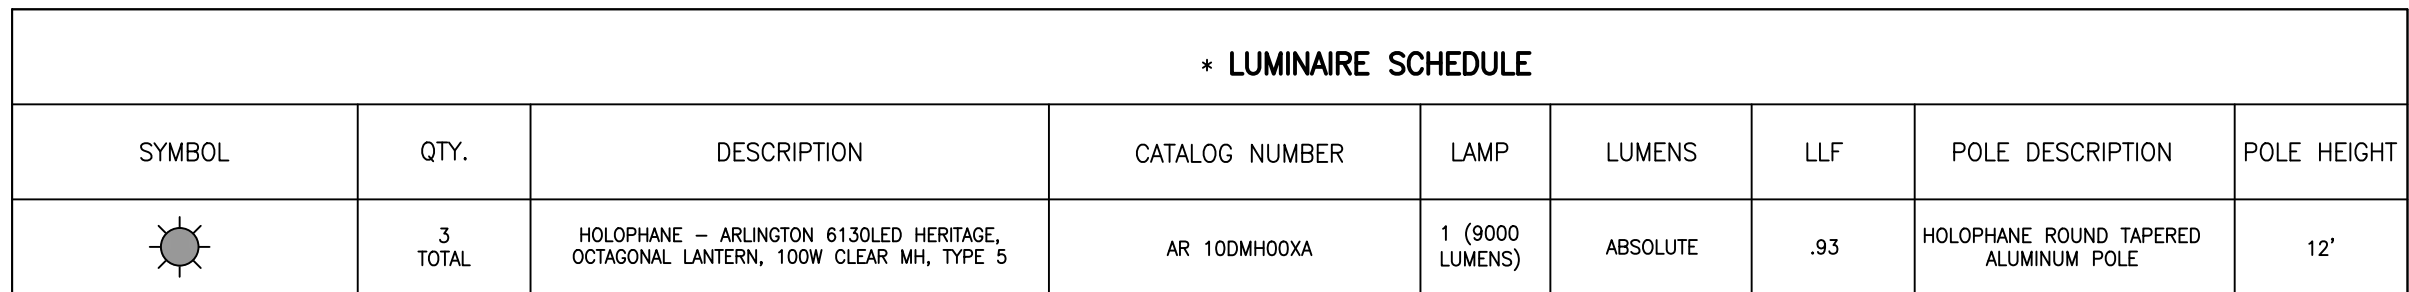 * LUMINAIRE SCHEDULE
SYMBOL QTY. DESCRIPTION CATALOG NUMBER LAMP LUMENS LLF POLE DESCRIPTION POLE HEIGHT
3
TOTAL
HOLOPHANE – ARLINGTON 6130LED HERITAGE,
OCTAGONAL LANTERN, 100W CLEAR MH, TYPE 5
AR 10DMH00XA
1 (9000
LUMENS)
ABSOLUTE
.93
HOLOPHANE ROUND TAPERED
ALUMINUM POLE
12'